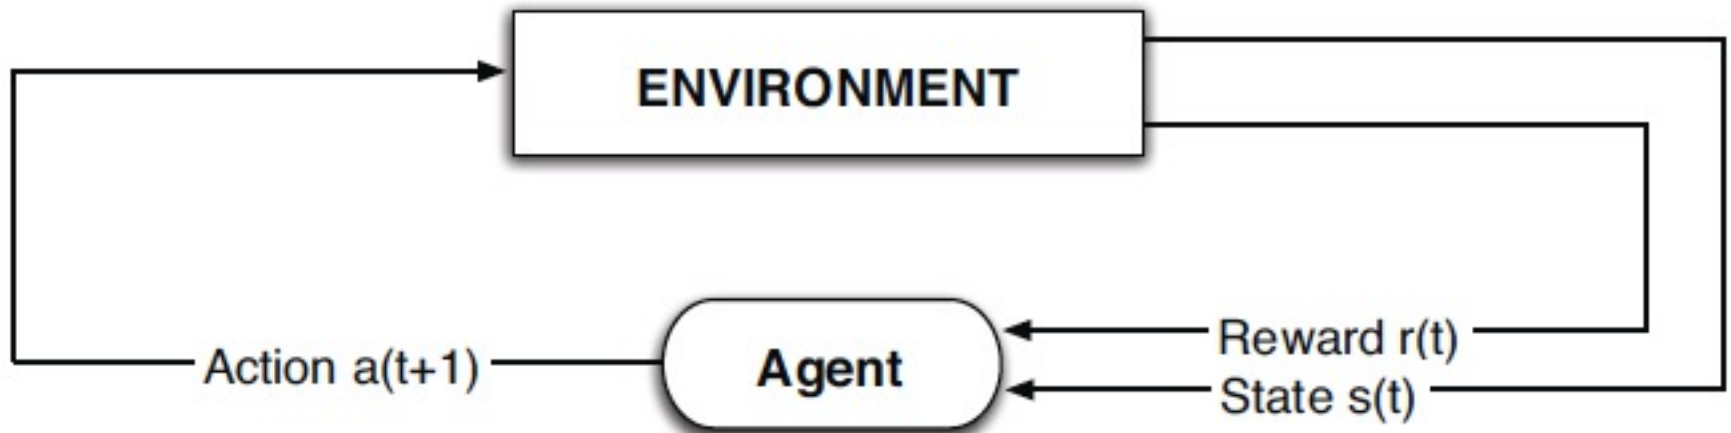 ENVIRONMENT
Reward r(t)
Action a(t+1)
Agent
State s(t)